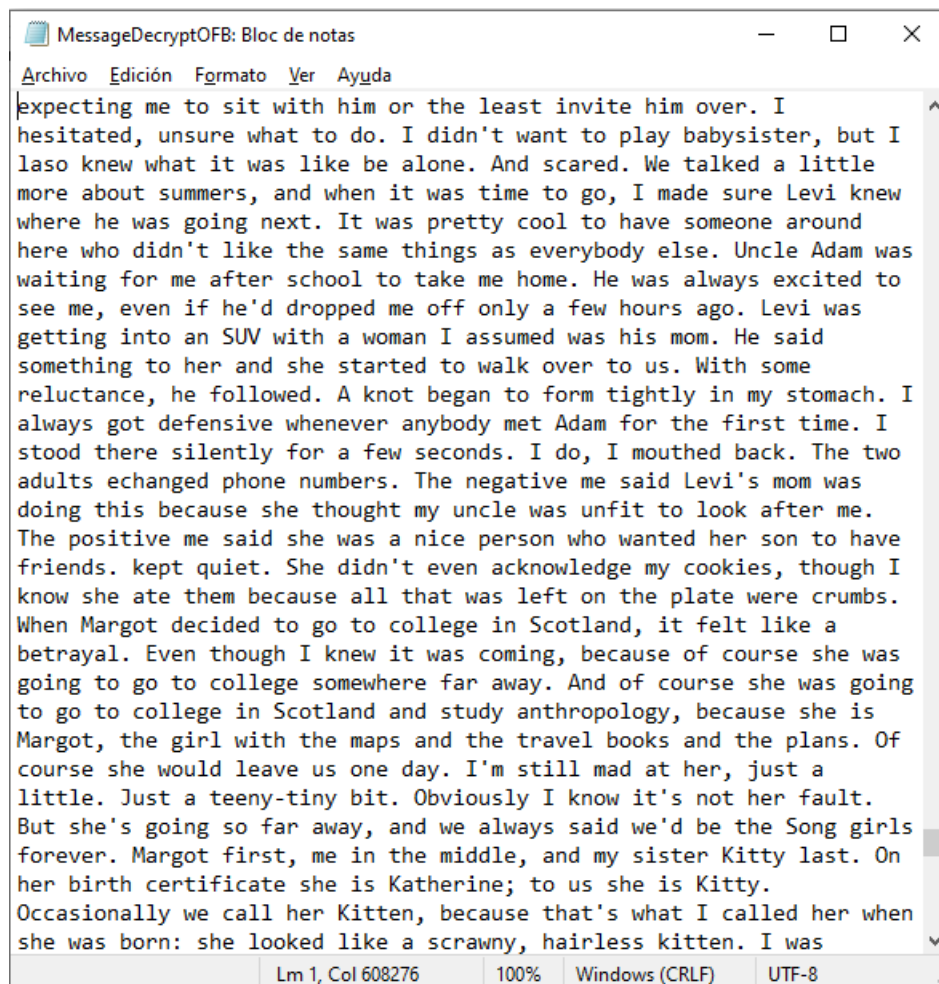 MessageDecryptOFB: Bloc de notas
Archivo Edición Formato Ver Ayuda
expecting me to sit with him or the least invite him over. I
hesitated, unsure what to do. I didn't want to play babysister, but I
laso knew what it was like be alone. And scared. We talked a little
more about summers, and when it was time to go, I made sure Levi knew
where he was going next. It was pretty cool to have someone around
here who didn't like the same things as everybody else. Uncle Adam was
waiting for me after school to take me home. He was always excited to
see me, even if he'd dropped me off only a few hours ago. Levi was
getting into an SUV with a woman I assumed was his mom. He said
something to her and she started to walk over to us. With some
reluctance, he followed. A knot began to form tightly in my stomach. I
always got defensive whenever anybody met Adam for the first time. I
stood there silently for a few seconds. I do, I mouthed back. The two
adults echanged phone numbers. The negative me said Levi's mom was
doing this because she thought my uncle was unfit to look after me.
The positive me said she was a nice person who wanted her son to have
friends. kept quiet. She didn't even acknowledge my cookies, though I
know she ate them because all that was left on the plate were crumbs.
When Margot decided to go to college in Scotland, it felt like a
betrayal. Even though I knew it was coming, because of course she was
going to go to college somewhere far away. And of course she was going
to go to college in Scotland and study anthropology, because she is
Margot, the girl with the maps and the travel books and the plans. Of
course she would leave us one day. I'm still mad at her, just a
little. Just a teeny-tiny bit. Obviously I know it's not her fault.
But she's going so far away, and we always said we'd be the Song girls
forever. Margot first, me in the middle, and my sister Kitty last. On
her birth certificate she is Katherine; to us she is Kitty.
Occasionally we call her Kitten, because that's what I called her when
she was born: she looked like a scrawny, hairless kitten. I was
Lm 1, Col 608276 100% Windows (CRLF) UTF-8